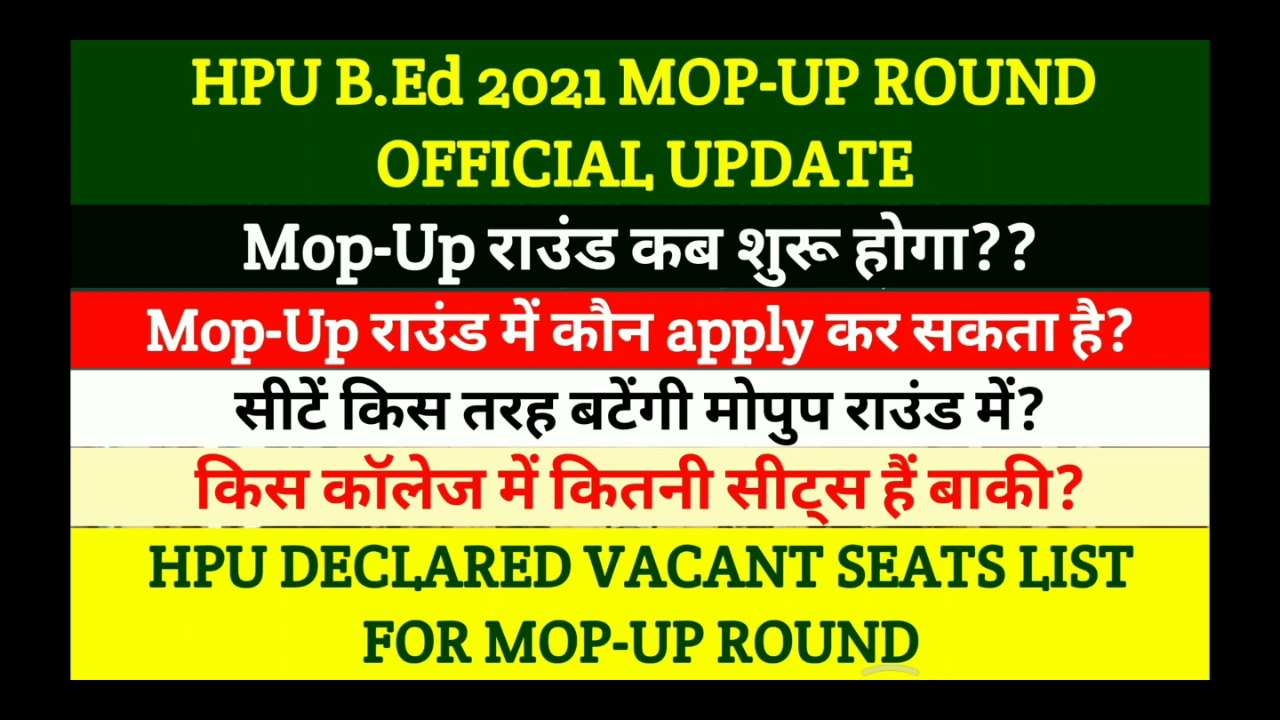 HPU B.Ed 2021 MOP-UP ROUND
OFFICIAL UPDATE
Mop-Up राउंड कब शुरू होगा??
Mop-Up राउंड में कौन apply कर सकता है?
सीटें किस तरह बटेंगी मोपुप राउंड में?
किस कॉलेज में कितनी सीट्स हैं बाकी?
HPU DECLARED VACANT SEATS LIST
FOR MOP-UP ROUND